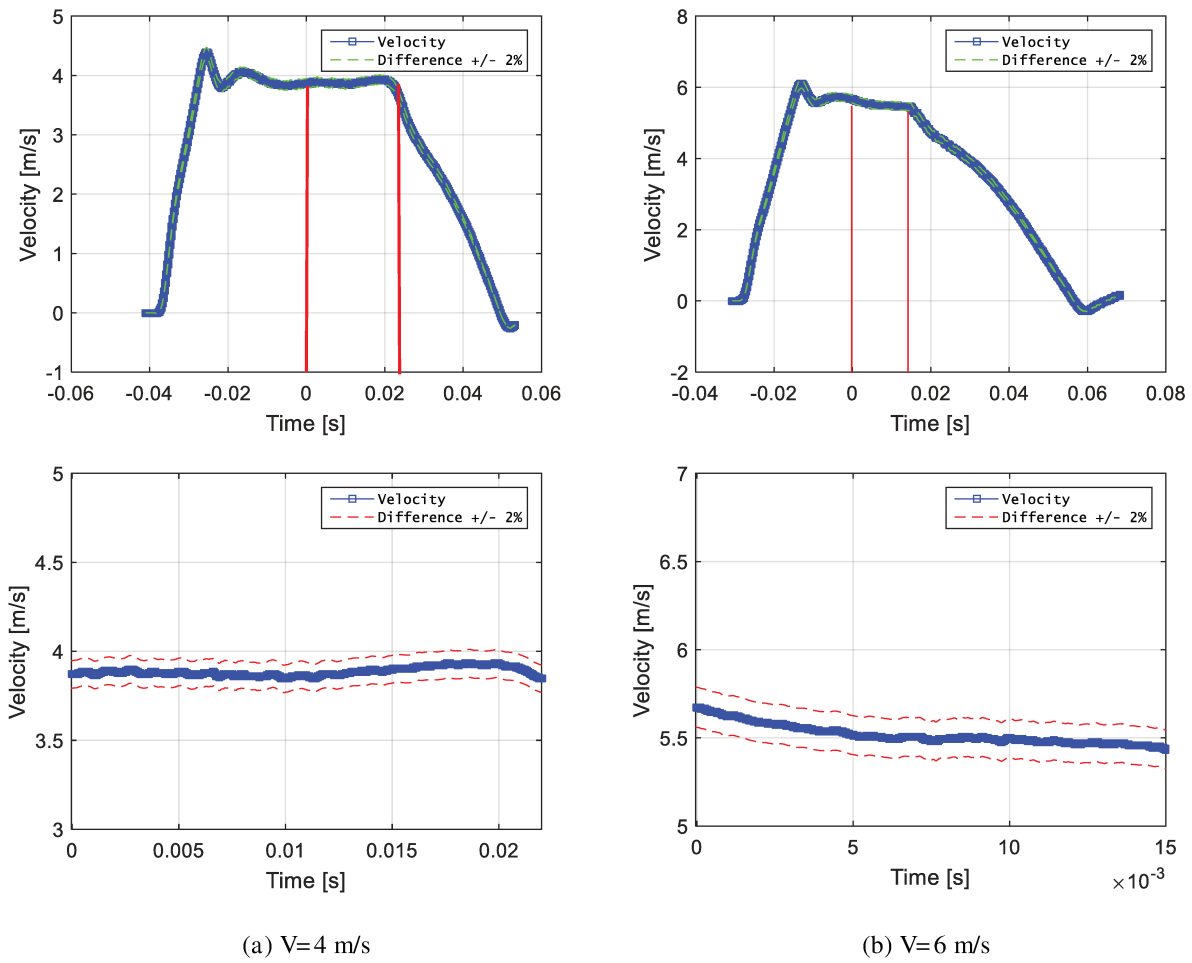 5
4
3
2
1
0
-1
Velocity [m/s]
Velocity
Difference +/- 2%
-0.06
-0.04
-0.02
0
0.02
0.04
0.06
Time [s]
8
6
4
2
0
-2
Velocity [m/s]
Velocity
Difference +/- 2%
-0.04
-0.02
0
0.02
0.04
0.06
0.08
Time [s]
5
4.5
4
3.5
3
Velocity [m/s]
Velocity
Difference +/- 2%
0
0.005
0.01
0.015
0.02
Time [s]
7
6.5
6
5.5
5
Velocity [m/s]
Velocity
Difference +/- 2%
0
5
10
15
Time [s]
×10⁻³
(a) V=4 m/s
(b) V=6 m/s